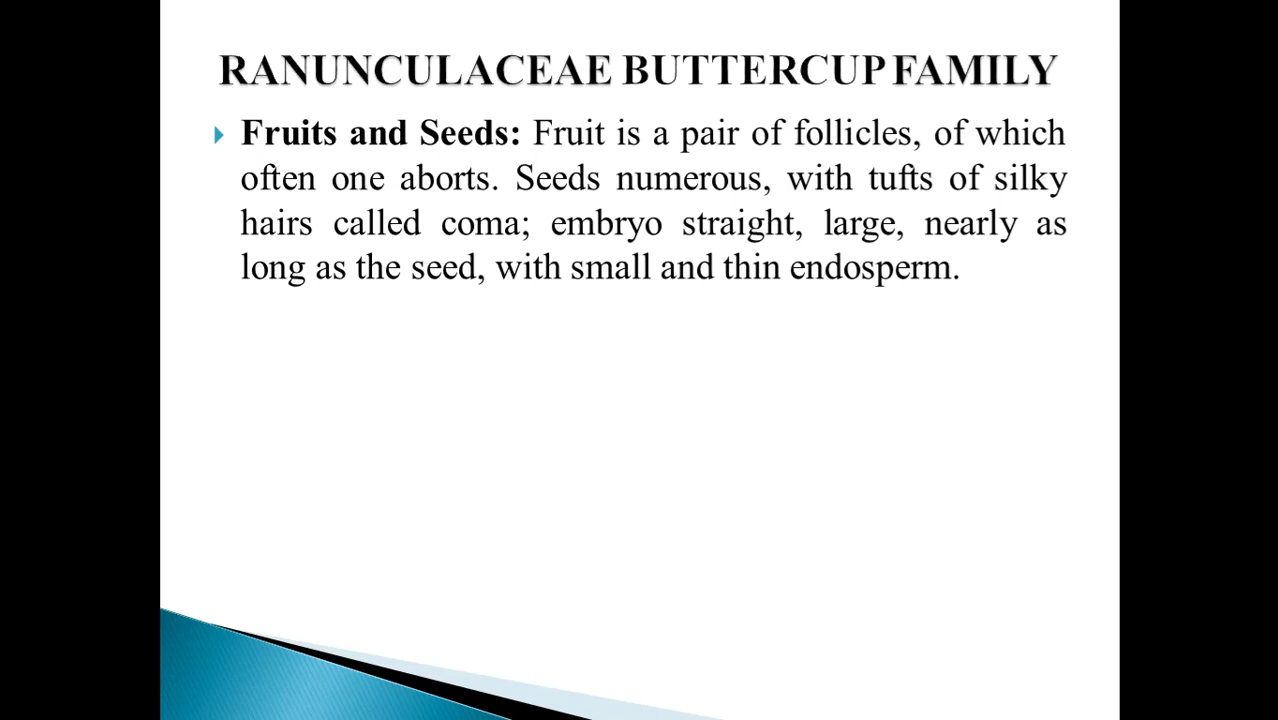 RANUNCULACEAE BUTTERCUP FAMILY
Fruits and Seeds: Fruit is a pair of follicles, of which
often one aborts. Seeds numerous, with tufts of silky
hairs called coma; embryo straight, large, nearly as
long as the seed, with small and thin endosperm.